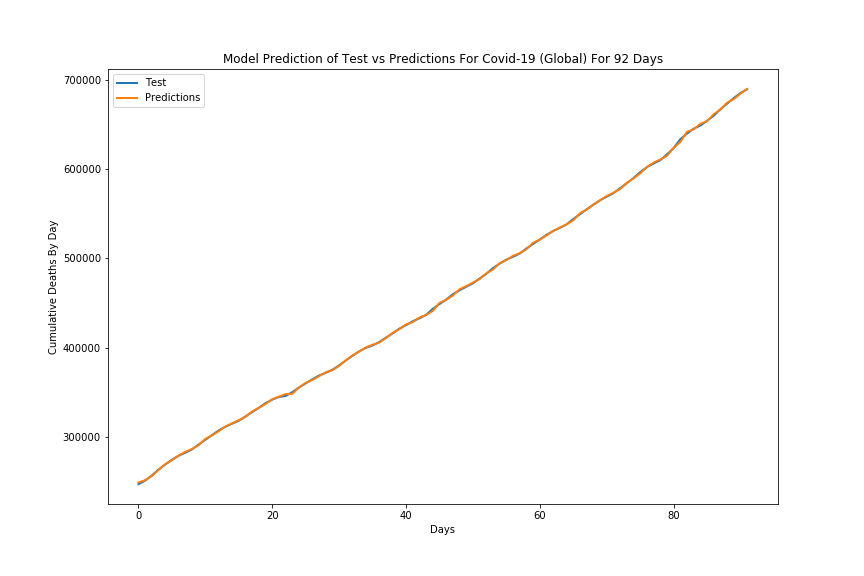 Model Prediction of Test vs Predictions For Covid-19 (Global) For 92 Days
Test
Predictions
700000
600000
500000
400000
300000
Cumulative Deaths By Day
0 20 40 60 80
Days